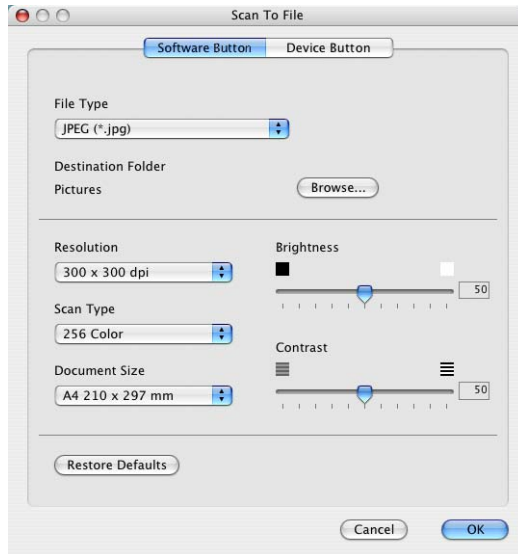 Scan To File
Software Button
Device Button
File Type
JPEG (*.jpg)
Destination Folder
Pictures
Browse...
Resolution
300 x 300 dpi
Scan Type
256 Color
Document Size
A4 210 x 297 mm
Brightness
50
Contrast
50
Restore Defaults
Cancel
OK